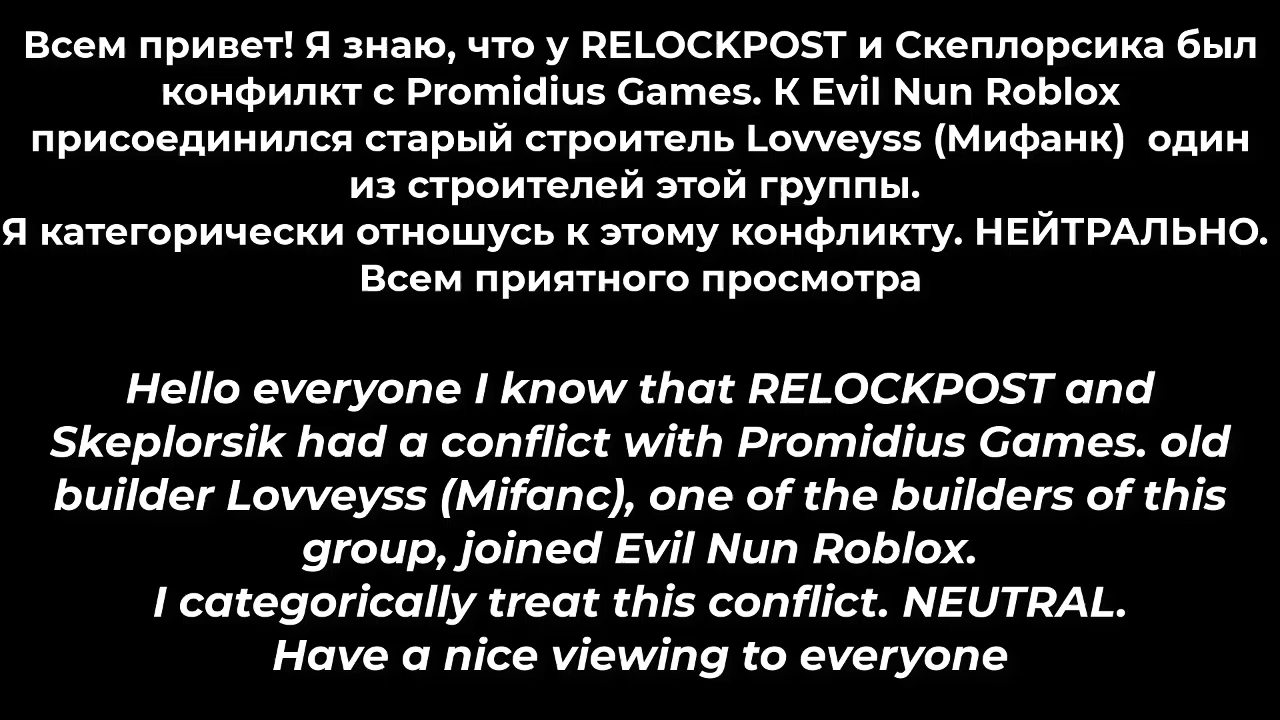 Всем привет! Я знаю, что у RELOCKPOST и Скеплорсика был
конфилкт с Promidius Games. К Evil Nun Roblox
присоединился старый строитель Lovveyss (Мифанк) один
из строителей этой группы.
Я категорически отношусь к этому конфликту. НЕЙТРАЛЬНО.
Всем приятного просмотра
Hello everyone I know that RELOCKPOST and
Skeplorsik had a conflict with Promidius Games. old
builder Lovveyss (Mifanc), one of the builders of this
group, joined Evil Nun Roblox.
I categorically treat this conflict. NEUTRAL.
Have a nice viewing to everyone